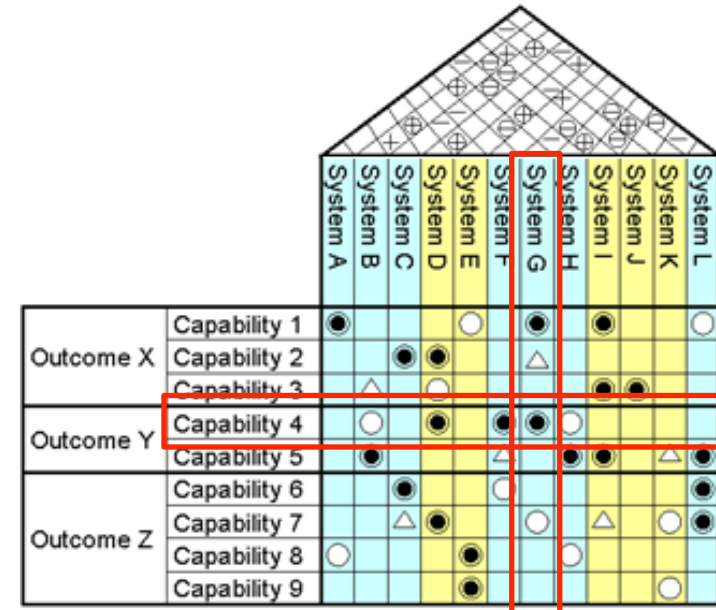 System A
System B
System C
System D
System E
System F
System G
System H
System I
System J
System K
System L
Outcome X
Capability 1
Capability 2
Capability 3
Outcome Y
Capability 4
Capability 5
Outcome Z
Capability 6
Capability 7
Capability 8
Capability 9